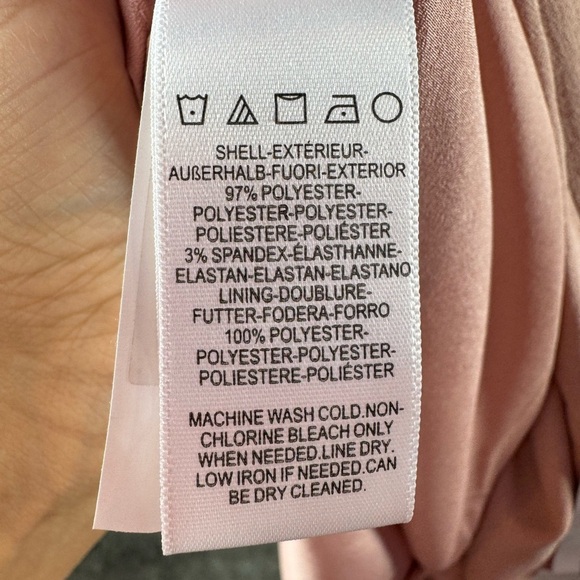 SHELL-EXTÉRIEUR-
AUßERHALB-FUORI-EXTERIOR
97% POLYESTER-
POLYESTER-POLYESTER-
POLIESTERE-POLIÉSTER
3% SPANDEX-ÉLASTHANNE-
ELASTAN-ELASTAN-ELASTANO
LINING-DOUBLURE-
FUTTER-FODERA-FORRO
100% POLYESTER-
POLYESTER-POLYESTER-
POLIESTERE-POLIÉSTER
MACHINE WASH COLD.NON-
CHLORINE BLEACH ONLY
WHEN NEEDED.LINE DRY.
LOW IRON IF NEEDED.CAN
BE DRY CLEANED.